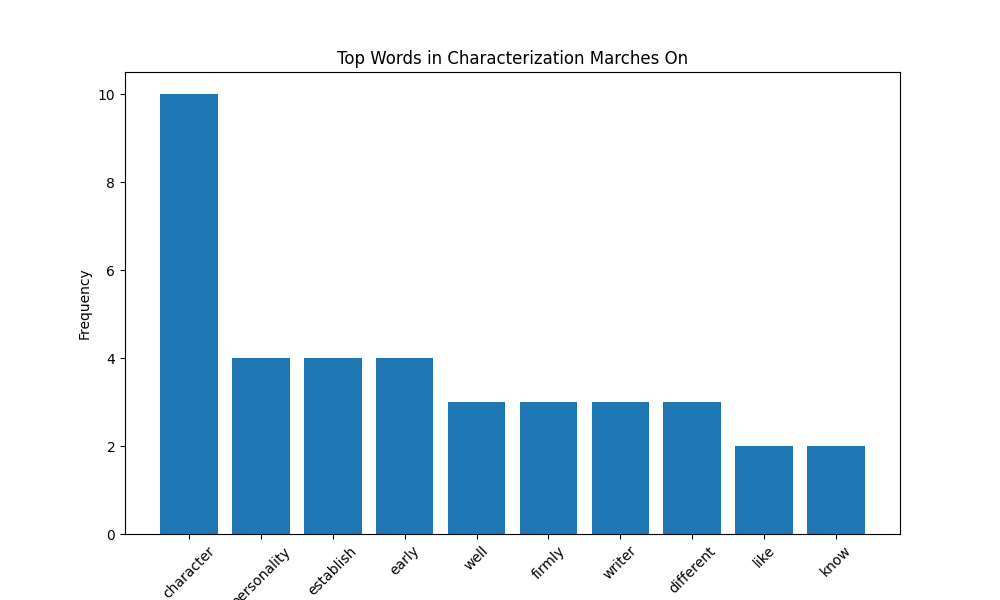 Top Words in Characterization Marches On
Frequency
10
8
6
4
2
0
character
personality
establish
early
well
firmly
writer
different
like
know